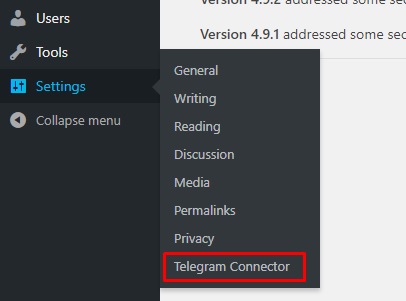 Users
Version 4.9.2 addressed some sec
Version 4.9.1 addressed some sec
Tools
Settings
Collapse menu
General
Writing
Reading
Discussion
Media
Permalinks
Privacy
Telegram Connector